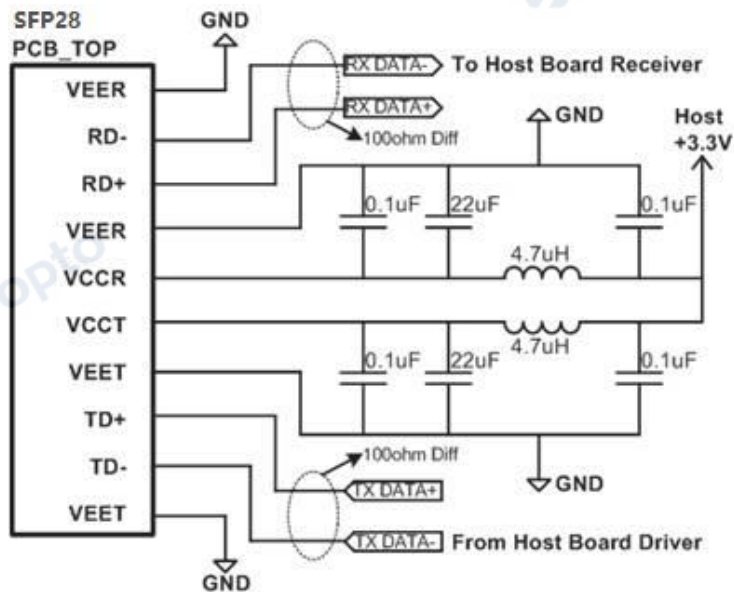 SFP28
PCB_TOP
GND
VEER
RD-
RD+
VEER
VCCR
VCCT
VEET
TD+
TD-
VEET
RX DATA- To Host Board Receiver
RX DATA+
100ohm Diff
GND
Host
+3.3V
0.1uF 22uF 0.1uF
4.7uH
4.7uH
0.1uF 22uF 0.1uF
100ohm Diff
TX DATA+
GND
TX DATA- From Host Board Driver
GND
opto